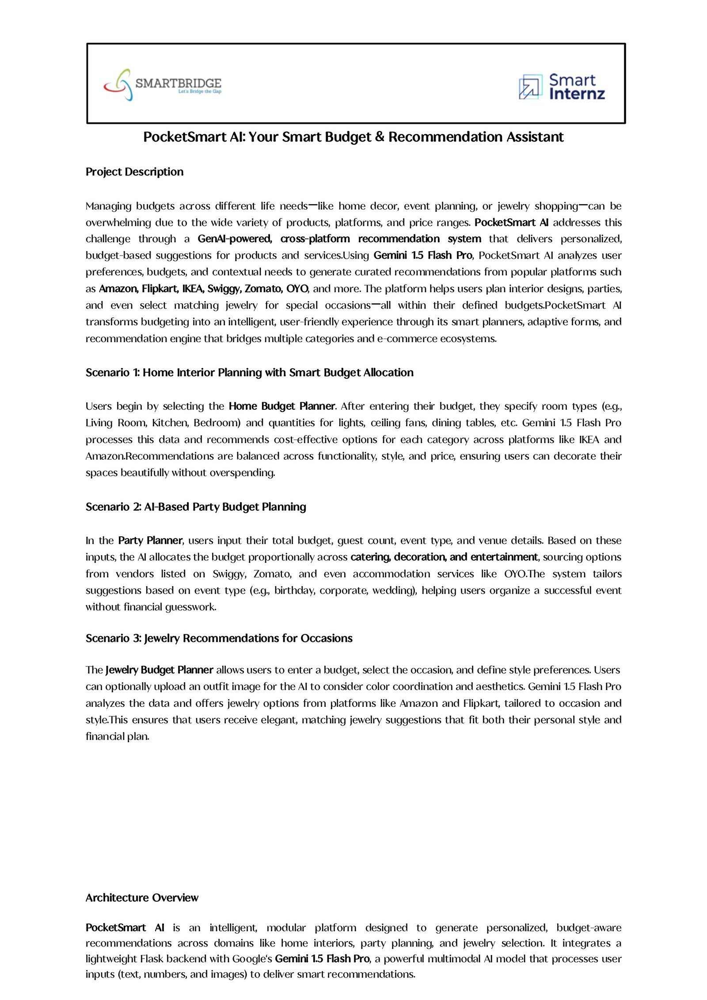 SMARTBRIDGE
Let's Bridge the Gap
Smart
Internz
PocketSmart AI: Your Smart Budget & Recommendation Assistant
Project Description
Managing budgets across different life needs—like home decor, event planning, or jewelry shopping—can be
overwhelming due to the wide variety of products, platforms, and price ranges. PocketSmart AI addresses this
challenge through a GenAI-powered, cross-platform recommendation system that delivers personalized,
budget-based suggestions for products and services.Using Gemini 1.5 Flash Pro, PocketSmart AI analyzes user
preferences, budgets, and contextual needs to generate curated recommendations from popular platforms such
as Amazon, Flipkart, IKEA, Swiggy, Zomato, OYO, and more. The platform helps users plan interior designs, parties,
and even select matching jewelry for special occasions—all within their defined budgets.PocketSmart AI
transforms budgeting into an intelligent, user-friendly experience through its smart planners, adaptive forms, and
recommendation engine that bridges multiple categories and e-commerce ecosystems.
Scenario 1: Home Interior Planning with Smart Budget Allocation
Users begin by selecting the Home Budget Planner. After entering their budget, they specify room types (e.g.,
Living Room, Kitchen, Bedroom) and quantities for lights, ceiling fans, dining tables, etc. Gemini 1.5 Flash Pro
processes this data and recommends cost-effective options for each category across platforms like IKEA and
Amazon.Recommendations are balanced across functionality, style, and price, ensuring users can decorate their
spaces beautifully without overspending.
Scenario 2: AI-Based Party Budget Planning
In the Party Planner, users input their total budget, guest count, event type, and venue details. Based on these
inputs, the AI allocates the budget proportionally across catering, decoration, and entertainment, sourcing options
from vendors listed on Swiggy, Zomato, and even accommodation services like OYO.The system tailors
suggestions based on event type (e.g., birthday, corporate, wedding), helping users organize a successful event
without financial guesswork.
Scenario 3: Jewelry Recommendations for Occasions
The Jewelry Budget Planner allows users to enter a budget, select the occasion, and define style preferences. Users
can optionally upload an outfit image for the AI to consider color coordination and aesthetics. Gemini 1.5 Flash Pro
analyzes the data and offers jewelry options from platforms like Amazon and Flipkart, tailored to occasion and
style.This ensures that users receive elegant, matching jewelry suggestions that fit both their personal style and
financial plan.
Architecture Overview
PocketSmart AI is an intelligent, modular platform designed to generate personalized, budget-aware
recommendations across domains like home interiors, party planning, and jewelry selection. It integrates a
lightweight Flask backend with Google's Gemini 1.5 Flash Pro, a powerful multimodal AI model that processes user
inputs (text, numbers, and images) to deliver smart recommendations.